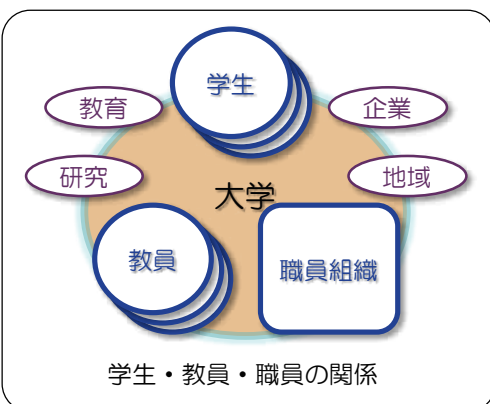 学生
教育
企業
研究
地域
大学
教員
職員組織
学生・教員・職員の関係